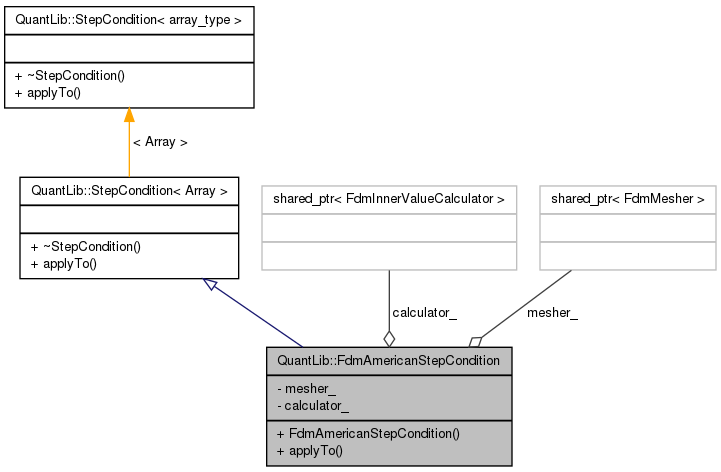 QuantLib::StepCondition< array_type >
+ ~StepCondition()
+ applyTo()
< Array >
QuantLib::StepCondition< Array >
+ ~StepCondition()
+ applyTo()
shared_ptr< FdmInnerValueCalculator >
shared_ptr< FdmMesher >
calculator_
mesher_
QuantLib::FdmAmericanStepCondition
- mesher_
- calculator_
+ FdmAmericanStepCondition()
+ applyTo()